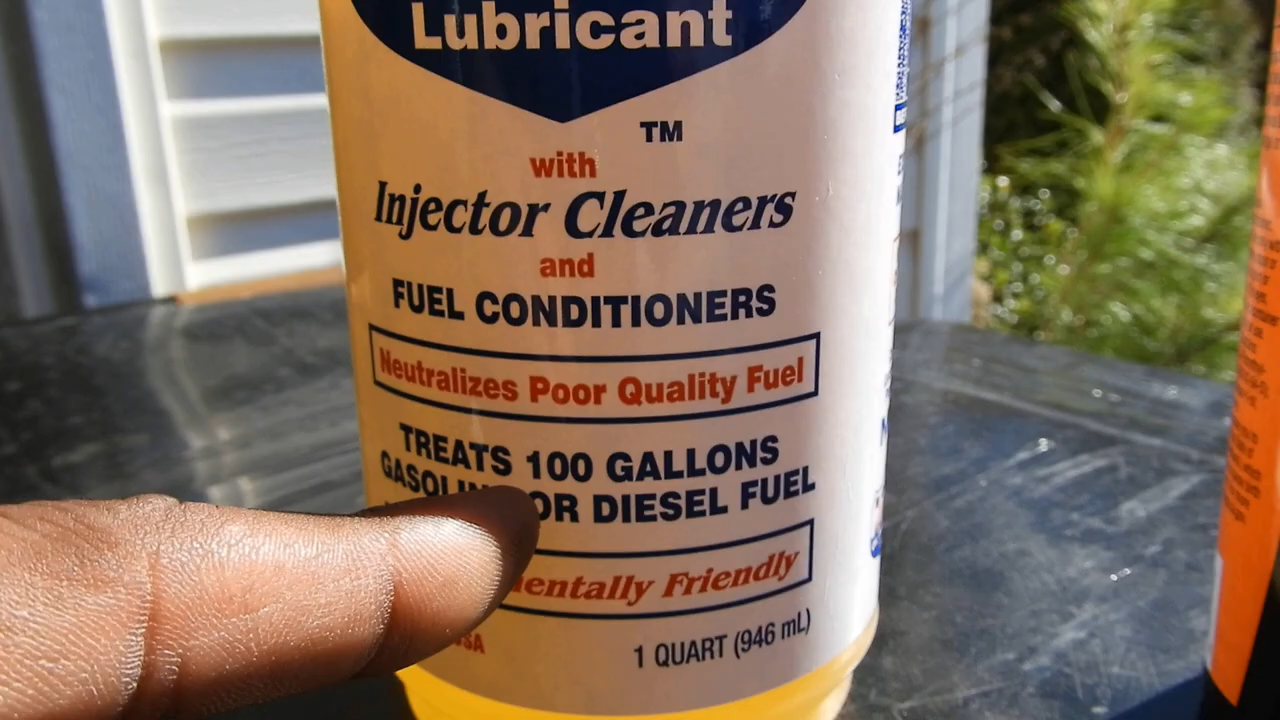 Lubricant
TM
with
Injector Cleaners
and
FUEL CONDITIONERS
Neutralizes Poor Quality Fuel
TREATS 100 GALLONS
OR DIESEL FUEL
Friendly
1 QUART (946 mL)